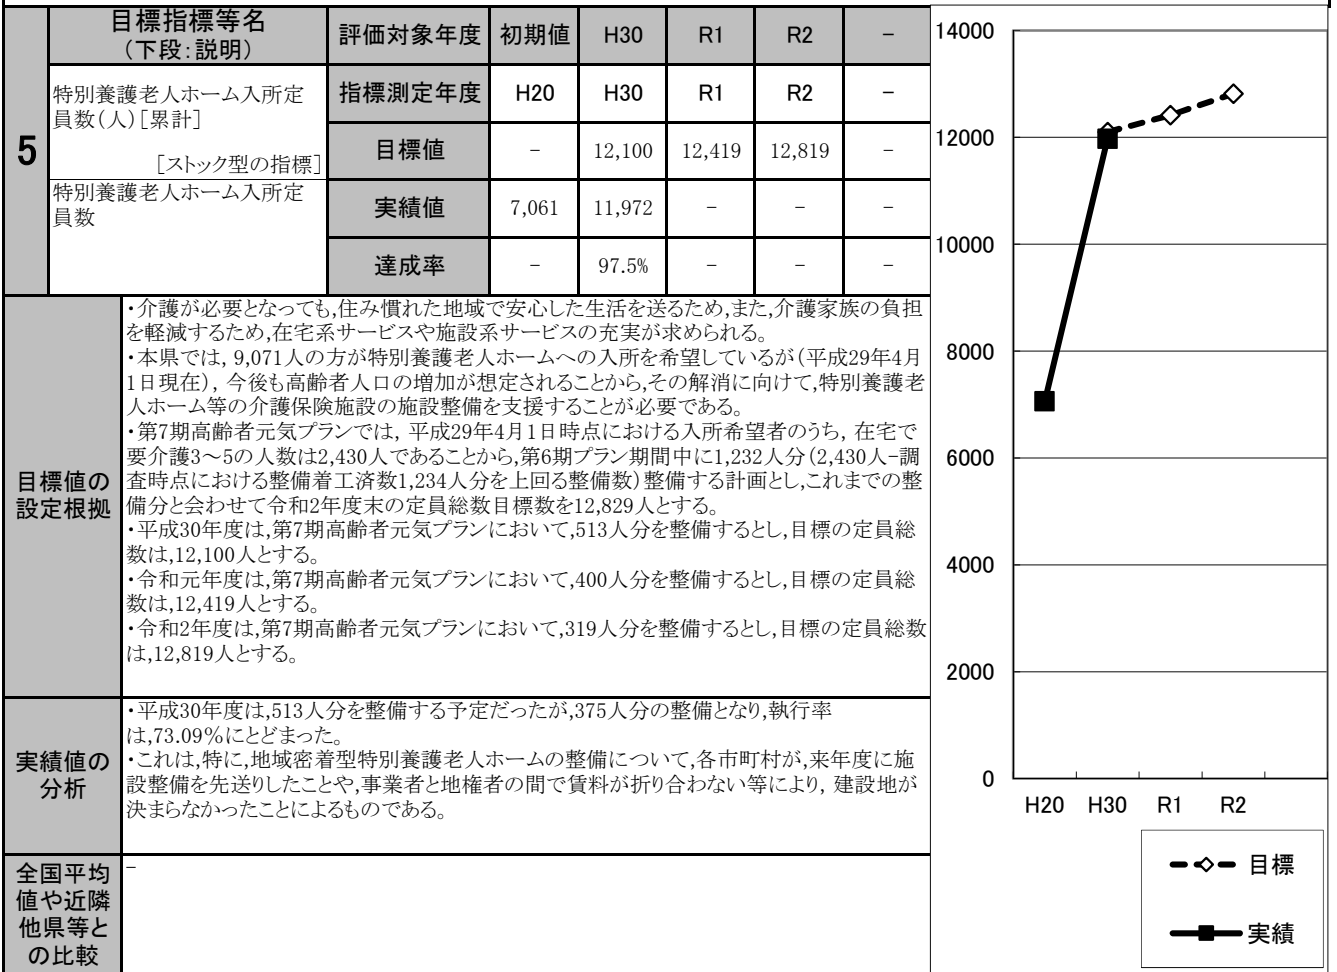 5
目標指標等名
(下段:説明)
評価対象年度 初期値 H30 R1 R2 -
特別養護老人ホーム入所定
員数(人)[累計]
[ストック型の指標]
特別養護老人ホーム入所定
員数
指標測定年度 H20 H30 R1 R2 -
目標値 - 12,100 12,419 12,819 -
実績値 7,061 11,972 - - -
達成率 - 97.5% - - -
目標値の
設定根拠
・介護が必要となっても,住み慣れた地域で安心した生活を送るため,また,介護家族の負担
を軽減するため,在宅系サービスや施設系サービスの充実が求められる。
・本県では, 9,071人の方が特別養護老人ホームへの入所を希望しているが(平成29年4月
1日現在), 今後も高齢者人口の増加が想定されることから,その解消に向けて,特別養護老
人ホーム等の介護保険施設の施設整備を支援することが必要である。
・第7期高齢者元気プランでは, 平成29年4月1日時点における入所希望者のうち, 在宅で
要介護3~5の人数は2,430人であることから,第6期プラン期間中に1,232人分(2,430人-調
査時点における整備着工済数1,234人分を上回る整備数)整備する計画とし,これまでの整
備分と会わせて令和2年度末の定員総数目標数を12,829人とする。
・平成30年度は,第7期高齢者元気プランにおいて,513人分を整備するとし,目標の定員総
数は,12,100人とする。
・令和元年度は,第7期高齢者元気プランにおいて,400人分を整備するとし,目標の定員総
数は,12,419人とする。
・令和2年度は,第7期高齢者元気プランにおいて,319人分を整備するとし,目標の定員総数
は,12,819人とする。
実績値の
分析
・平成30年度は,513人分を整備する予定だったが,375人分の整備となり,執行率
は,73.09%にとどまった。
・これは,特に,地域密着型特別養護老人ホームの整備について,各市町村が,来年度に施
設整備を先送りしたことや,事業者と地権者の間で賃料が折り合わない等により, 建設地が
決まらなかったことによるものである。
全国平均
値や近隣
他県等と
の比較
-
14000
12000
10000
8000
6000
4000
2000
0
H20 H30 R1 R2
目標
実績